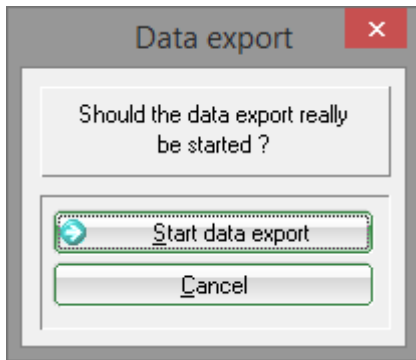 Data export
Should the data export really
be started ?
Start data export
Cancel